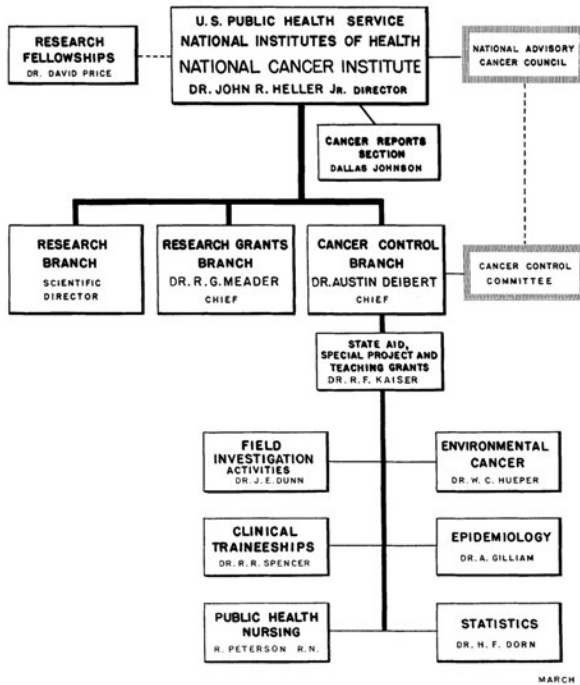 U.S. PUBLIC HEALTH SERVICE
NATIONAL INSTITUTES OF HEALTH
NATIONAL CANCER INSTITUTE
DR. JOHN R. HELLER Jr. DIRECTOR
RESEARCH
FELLOWSHIPS
DR. DAVID PRICE
NATIONAL ADVISORY
CANCER COUNCIL
CANCER REPORTS
SECTION
DALLAS JOHNSON
RESEARCH
BRANCH
SCIENTIFIC
DIRECTOR
RESEARCH GRANTS
BRANCH
DR. R.G. MEADER
CHIEF
CANCER CONTROL
BRANCH
DR. AUSTIN DEIBERT
CHIEF
CANCER CONTROL
COMMITTEE
STATE AID,
SPECIAL PROJECT AND
TEACHING GRANTS
DR. R.F. KAISER
FIELD
INVESTIGATION
ACTIVITIES
DR. J.E. DUNN
ENVIRONMENTAL
CANCER
DR. W.C. HUEPER
CLINICAL
TRAINEESHIPS
DR. R.R. SPENCER
EPIDEMIOLOGY
DR. A. GILLIAM
PUBLIC HEALTH
NURSING
R. PETERSON R.N.
STATISTICS
DR. H.F. DORN
MARCH